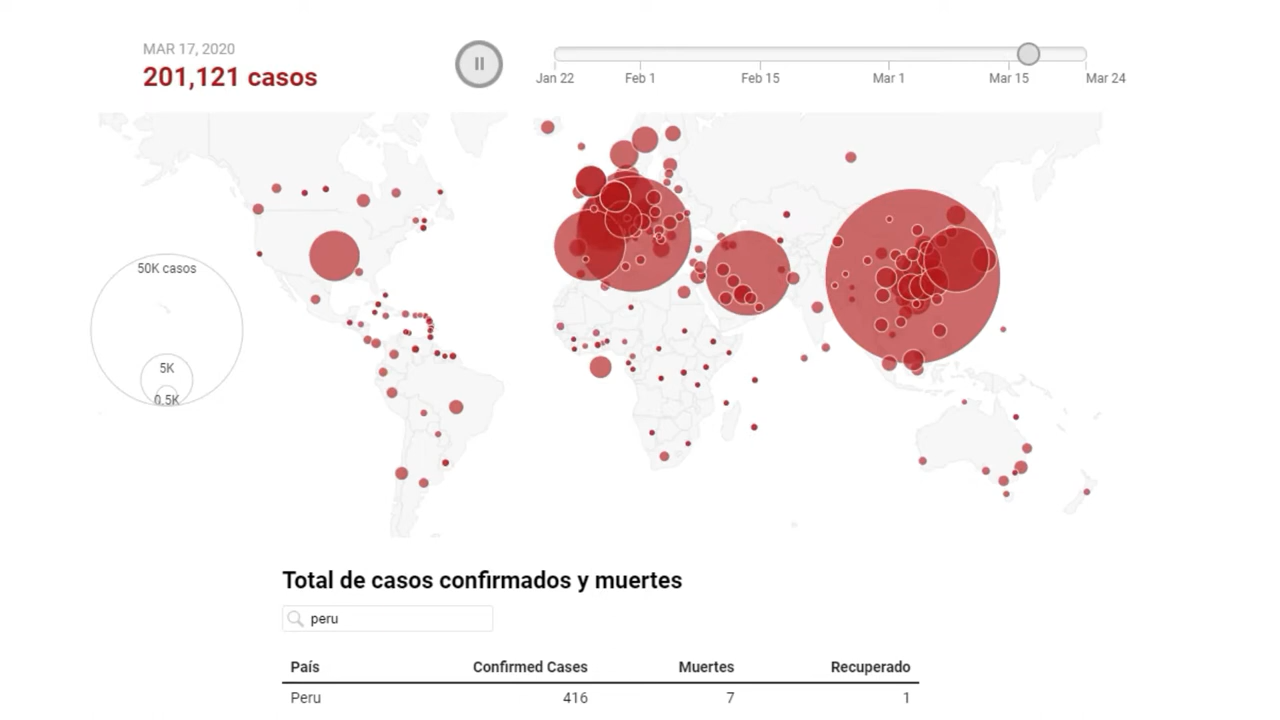 MAR 17, 2020
201,121 casos
Jan 22 Feb 1 Feb 15 Mar 1 Mar 15 Mar 24
50K casos
5K
0.5K
Total de casos confirmados y muertes
peru
País Confirmed Cases Muertes Recuperado
Peru 416 7 1